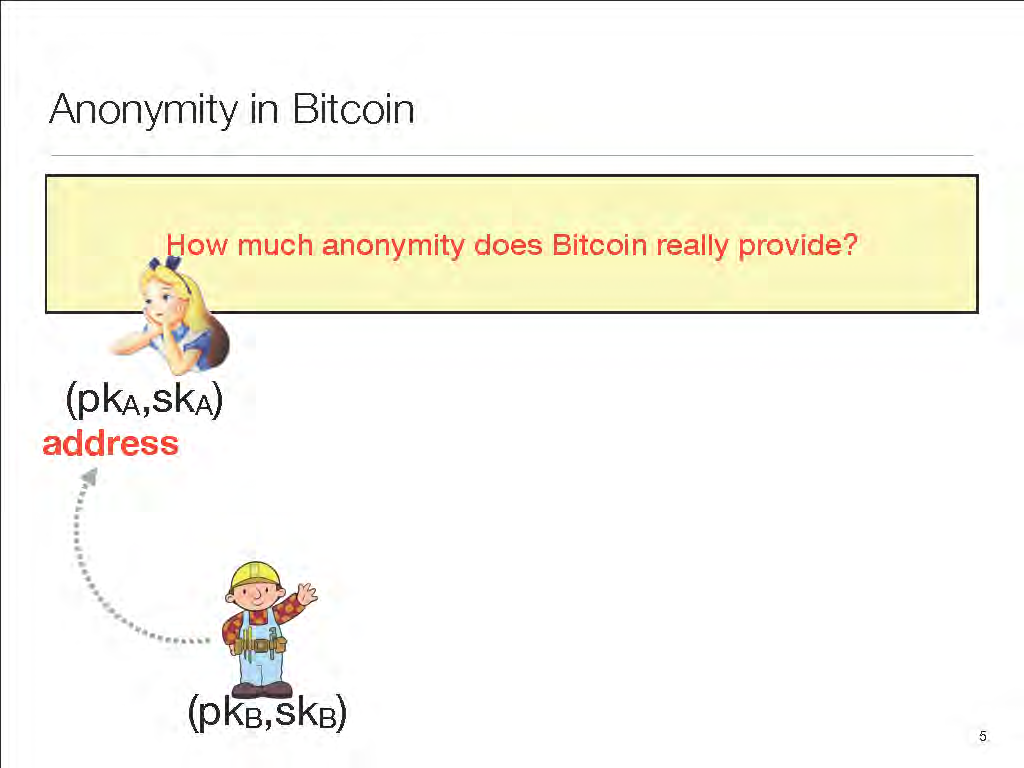 Anonymity in Bitcoin
How much anonymity does Bitcoin really provide?
(pkA,skA)
address
(pkB,skB)
5